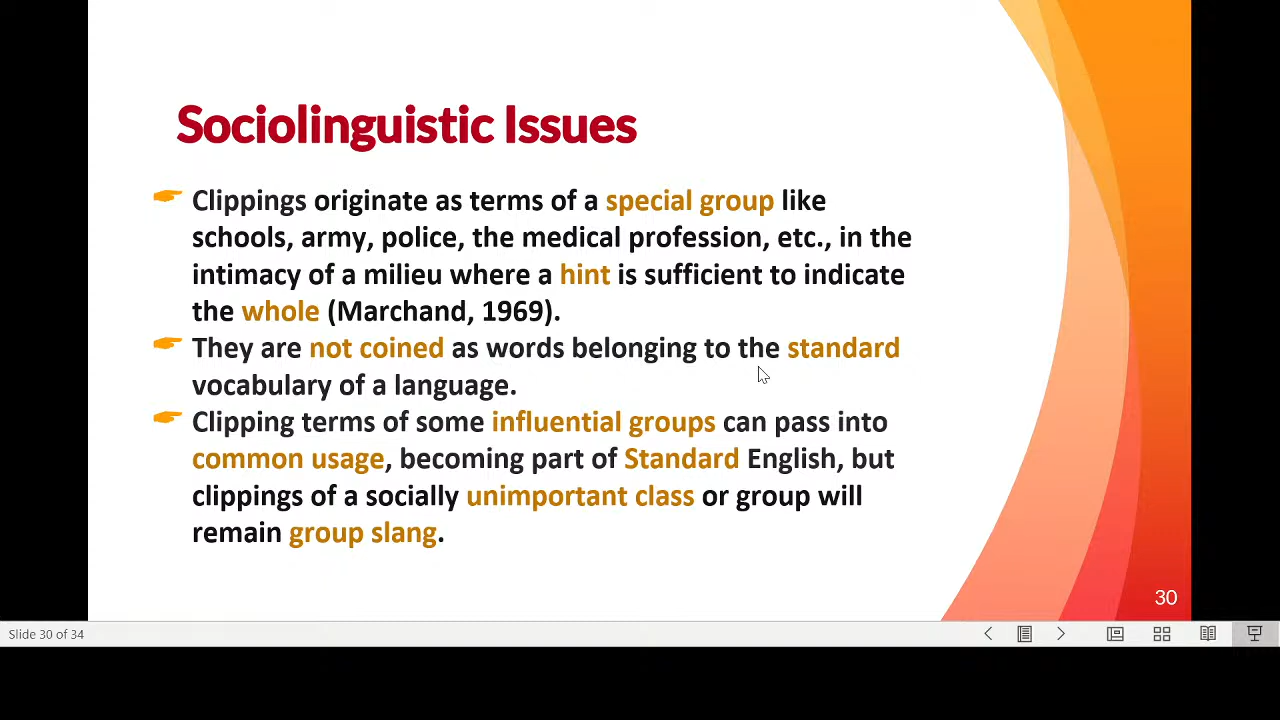 Sociolinguistic Issues
Clippings originate as terms of a special group like
schools, army, police, the medical profession, etc., in the
intimacy of a milieu where a hint is sufficient to indicate
the whole (Marchand, 1969).
They are not coined as words belonging to the standard
vocabulary of a language.
Clipping terms of some influential groups can pass into
common usage, becoming part of Standard English, but
clippings of a socially unimportant class or group will
remain group slang.
30
Slide 30 of 34